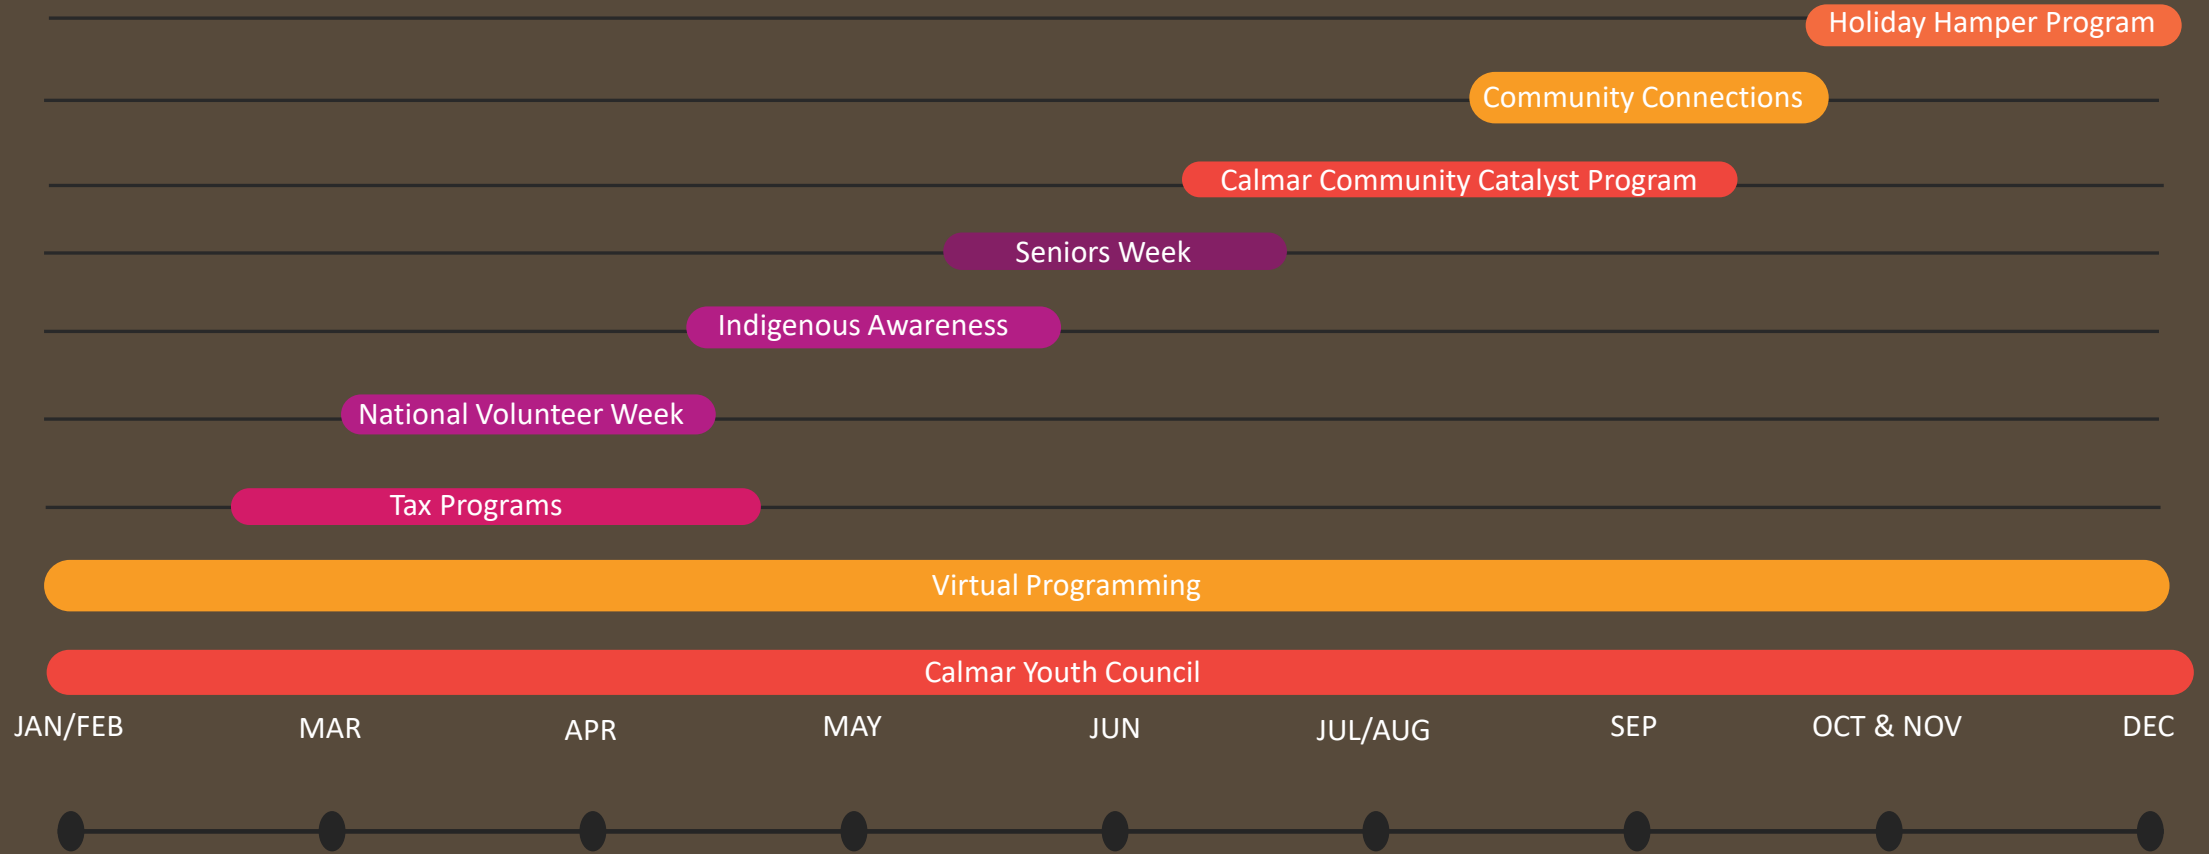 Holiday Hamper Program
Community Connections
Calmar Community Catalyst Program
Seniors Week
Indigenous Awareness
National Volunteer Week
Tax Programs
Virtual Programming
Calmar Youth Council
JAN/FEB MAR APR MAY JUN JUL/AUG SEP OCT & NOV DEC